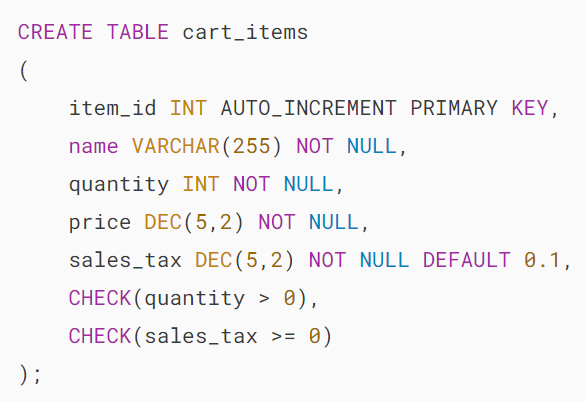 CREATE TABLE cart_items
(
    item_id INT AUTO_INCREMENT PRIMARY KEY,
    name VARCHAR(255) NOT NULL,
    quantity INT NOT NULL,
    price DEC(5,2) NOT NULL,
    sales_tax DEC(5,2) NOT NULL DEFAULT 0.1,
    CHECK(quantity > 0),
    CHECK(sales_tax >= 0)
);